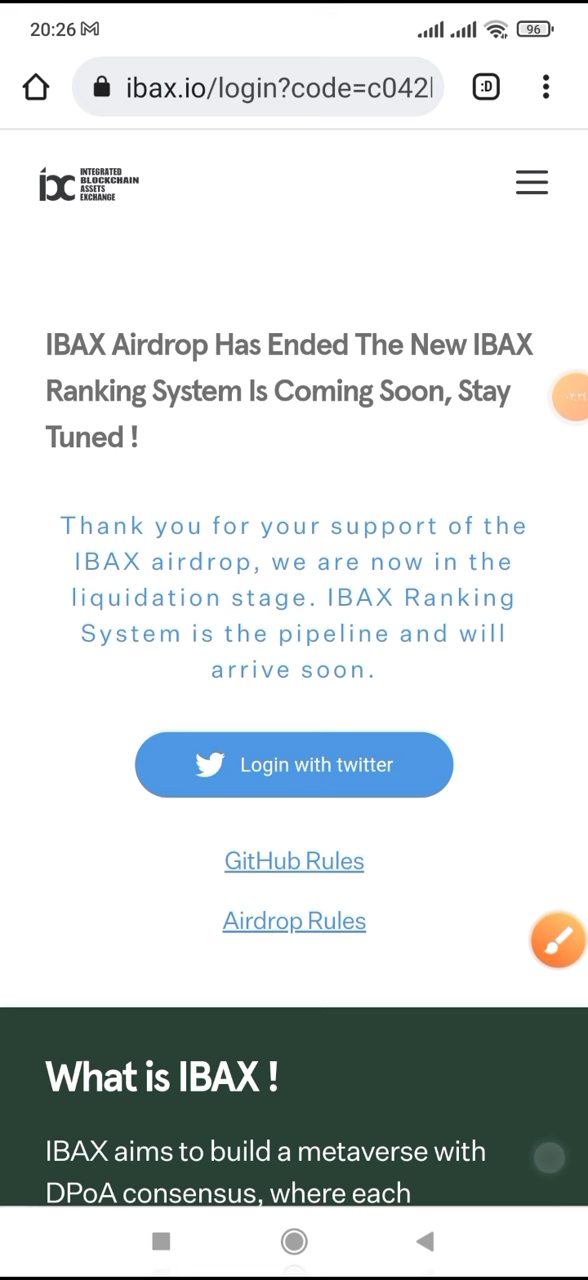 20:26
96
ibax.io/login?code=c042
:D
INTEGRATED
BLOCKCHAIN
ASSETS
EXCHANGE
IBAX Airdrop Has Ended The New IBAX
Ranking System Is Coming Soon, Stay
Tuned !
Thank you for your support of the
IBAX airdrop, we are now in the
liquidation stage. IBAX Ranking
System is the pipeline and will
arrive soon.
Login with twitter
GitHub Rules
Airdrop Rules
What is IBAX !
IBAX aims to build a metaverse with
DPoA consensus, where each